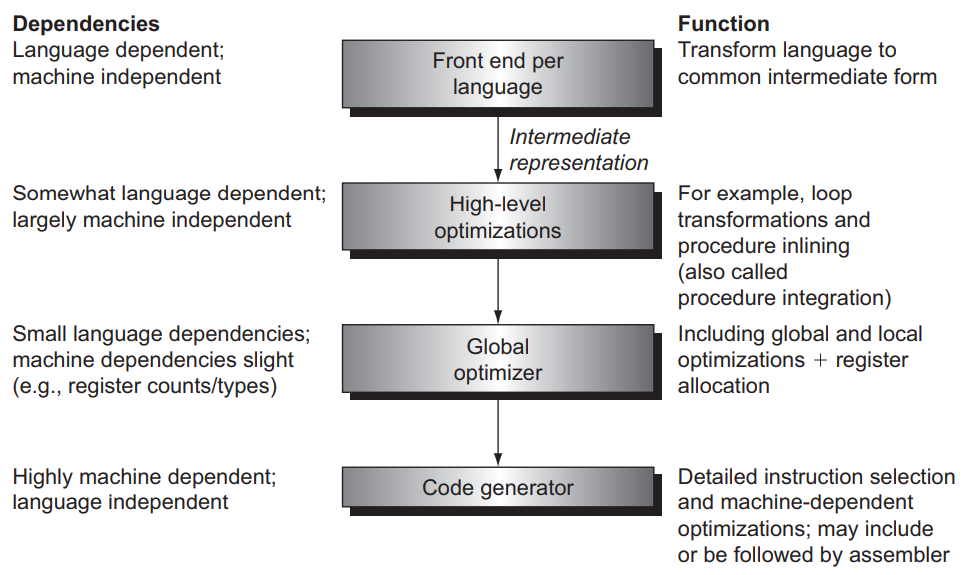 Dependencies
Language dependent;
machine independent
Front end per
language
Function
Transform language to
common intermediate form
Intermediate
representation
Somewhat language dependent;
largely machine independent
High-level
optimizations
For example, loop
transformations and
procedure inlining
(also called
procedure integration)
Small language dependencies;
machine dependencies slight
(e.g., register counts/types)
Global
optimizer
Including global and local
optimizations + register
allocation
Highly machine dependent;
language independent
Code generator
Detailed instruction selection
and machine-dependent
optimizations; may include
or be followed by assembler